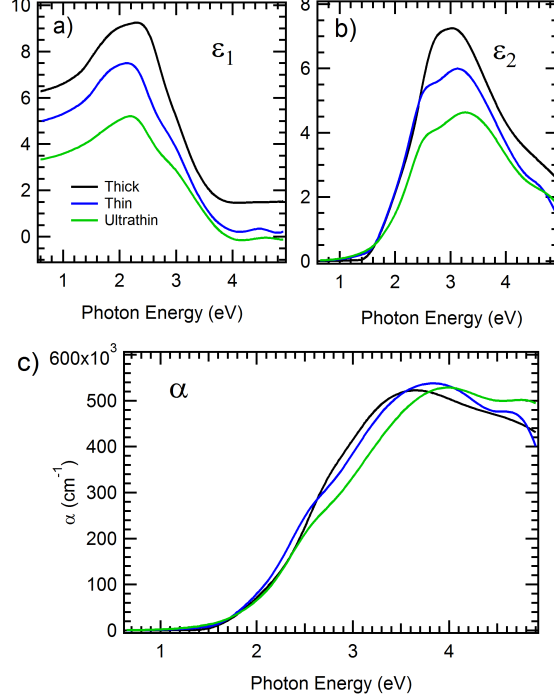 a)
ε1
10
8
6
4
2
0
Thick
Thin
Ultrathin
1 2 3 4
Photon Energy (eV)
b)
ε2
8
6
4
2
0
1 2 3 4
Photon Energy (eV)
c)
α
600x10³
500
400
300
200
100
0
α (cm⁻¹)
1 2 3 4
Photon Energy (eV)